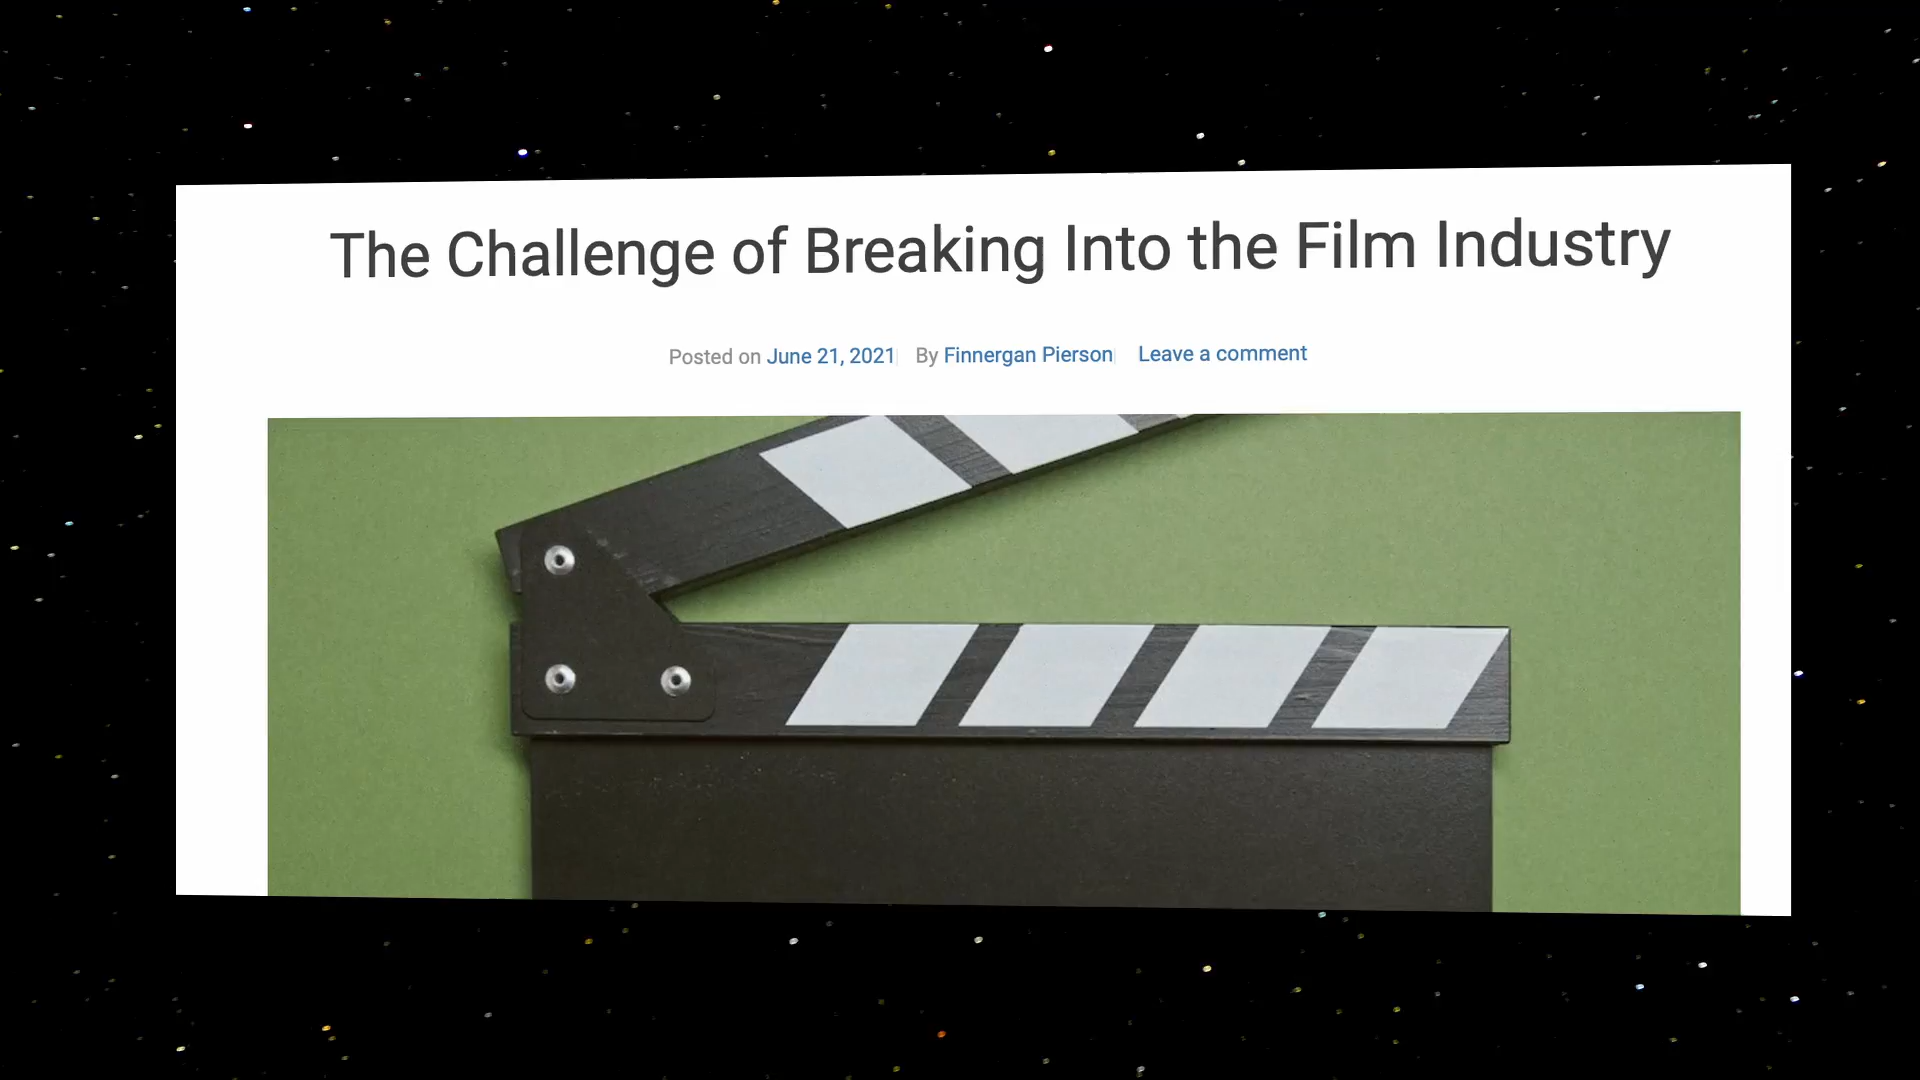 The Challenge of Breaking Into the Film Industry
Posted on June 21, 2021 By Finnergan Pierson Leave a comment